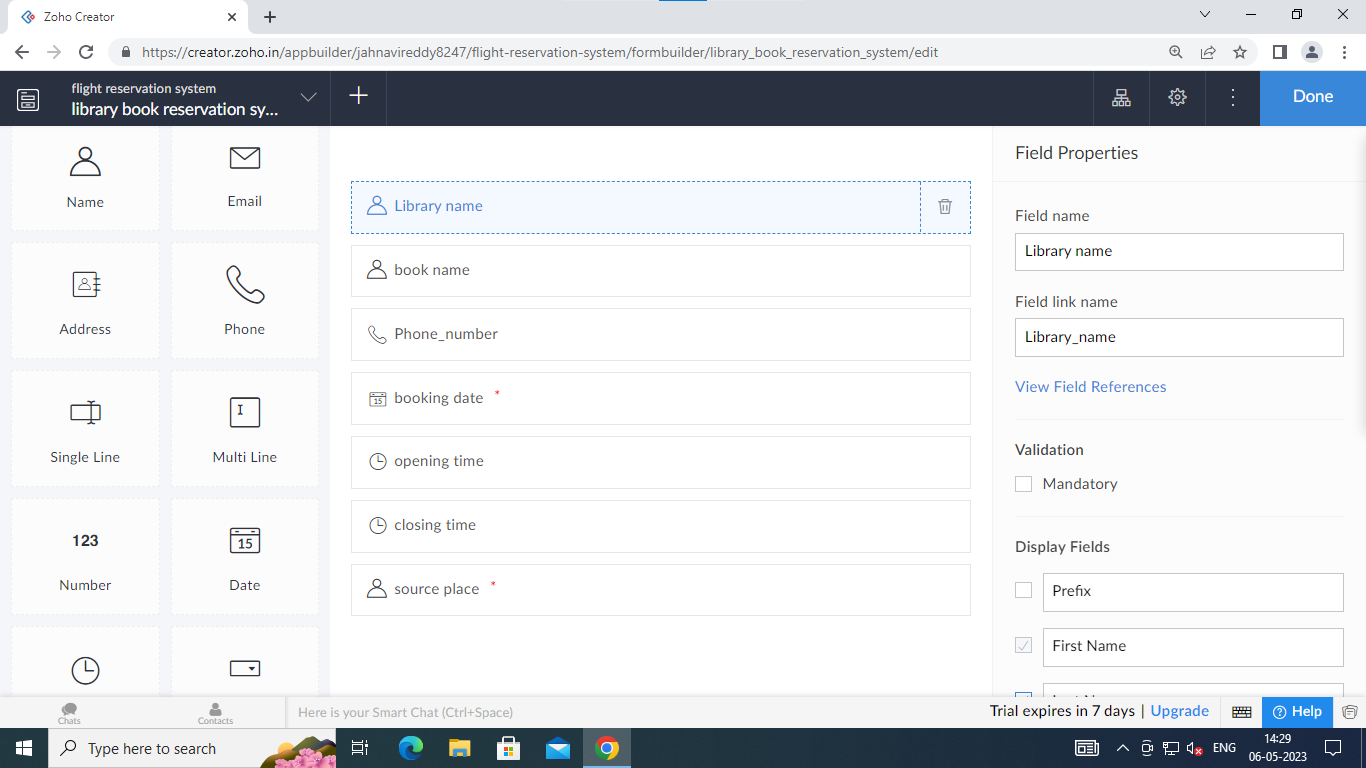 Zoho Creator
https://creator.zoho.in/appbuilder/jahnavireddy8247/flight-reservation-system/formbuilder/library_book_reservation_system/edit
flight reservation system
library book reservation sy...
Done
Name
Email
Address
Phone
Single Line
Multi Line
123
Number
15
Date
Library name
book name
Phone_number
15
booking date *
opening time
closing time
source place *
Field Properties
Field name
Library name
Field link name
Library_name
View Field References
Validation
Mandatory
Display Fields
Prefix
First Name
Chats
Contacts
Here is your Smart Chat (Ctrl+Space)
Trial expires in 7 days | Upgrade
Help
Type here to search
ENG
14:29
06-05-2023